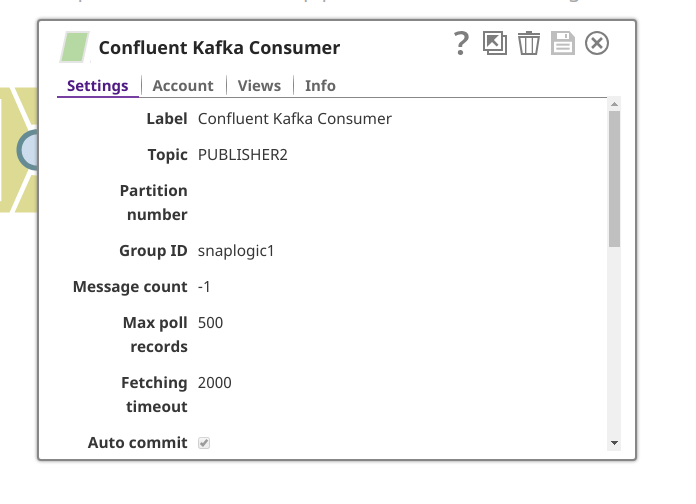 Confluent Kafka Consumer
?
Settings Account Views Info
Label Confluent Kafka Consumer
Topic PUBLISHER2
Partition
number
Group ID snaplogic1
Message count -1
Max poll 500
records
Fetching 2000
timeout
Auto commit